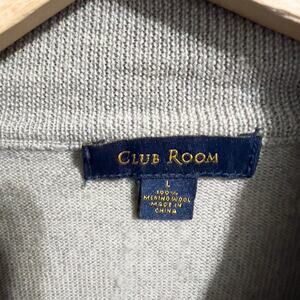 CLUB ROOM
L
100%
MERINO WOOL
MADE IN
CHINA